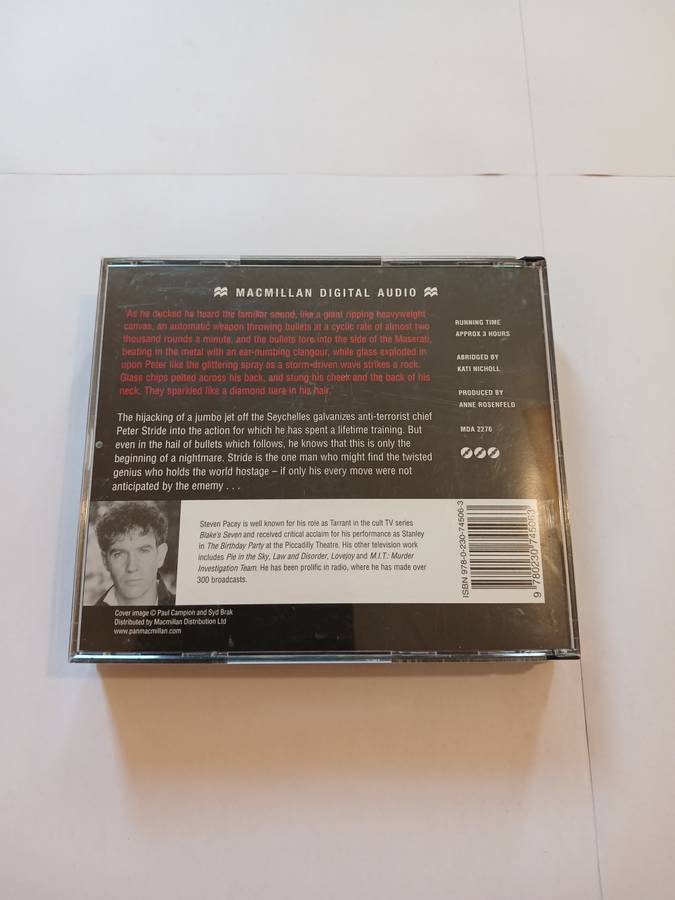 MACMILLAN DIGITAL AUDIO
'As he ducked he heard the familiar sound, like a giant ripping heavyweight
canvas, an automatic weapon throwing bullets at a cyclic rate of almost two
thousand rounds a minute, and the bullets tore into the side of the Maserati,
beating in the metal with an ear-numbing clangour, while glass exploded in
upon Peter like the glittering spray as a storm-driven wave strikes a rock.
Glass chips pelted across his back, and stung his cheek and the back of his
neck. They sparkled like a diamond tiara in his hair.'
The hijacking of a jumbo jet off the Seychelles galvanizes anti-terrorist chief
Peter Stride into the action for which he has spent a lifetime training. But
even in the hail of bullets which follows, he knows that this is only the
beginning of a nightmare. Stride is the one man who might find the twisted
genius who holds the world hostage – if only his every move were not
anticipated by the ememy . . .
RUNNING TIME
APPROX 3 HOURS
ABRIDGED BY
KATI NICHOLL
PRODUCED BY
ANNE ROSENFELD
MDA 2276
Steven Pacey is well known for his role as Tarrant in the cult TV series
Blake's Seven and received critical acclaim for his performance as Stanley
in The Birthday Party at the Piccadilly Theatre. His other television work
includes Pie in the Sky, Law and Disorder, Lovejoy and M.I.T.: Murder
Investigation Team. He has been prolific in radio, where he has made over
300 broadcasts.
ISBN 978-0-230-74506-3
9 780230 745063
Cover image © Paul Campion and Syd Brak
Distributed by Macmillan Distribution Ltd
www.panmacmillan.com